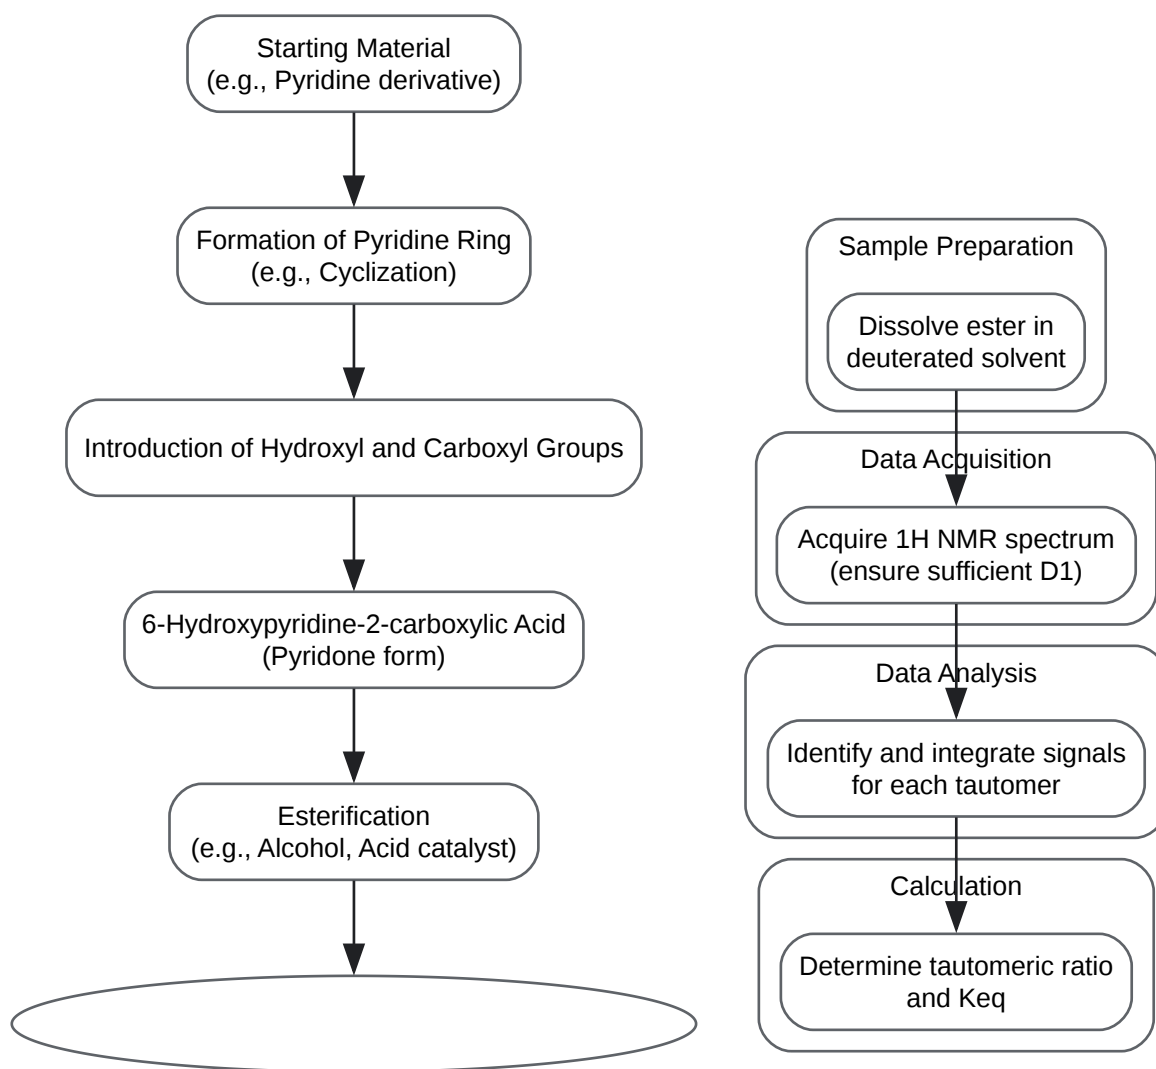 Starting Material
(e.g., Pyridine derivative)
Formation of Pyridine Ring
(e.g., Cyclization)
Introduction of Hydroxyl and Carboxyl Groups
6-Hydroxypyridine-2-carboxylic Acid
(Pyridone form)
Esterification
(e.g., Alcohol, Acid catalyst)
Sample Preparation
Dissolve ester in
deuterated solvent
Data Acquisition
Acquire 1H NMR spectrum
(ensure sufficient D1)
Data Analysis
Identify and integrate signals
for each tautomer
Calculation
Determine tautomeric ratio
and Keq